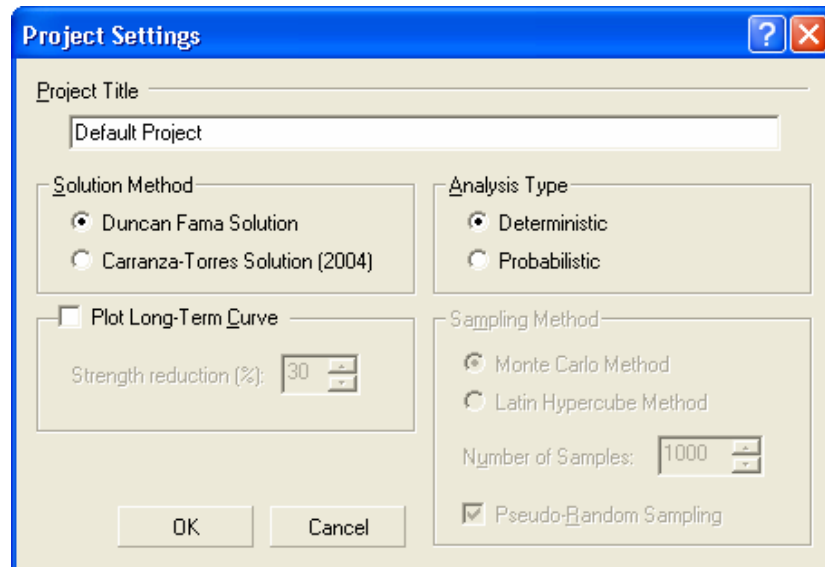 Project Settings
Project Title
Default Project
Solution Method
Duncan Fama Solution
Carranza-Torres Solution (2004)
Plot Long-Term Curve
Strength reduction (%): 30
Analysis Type
Deterministic
Probabilistic
Sampling Method
Monte Carlo Method
Latin Hypercube Method
Number of Samples: 1000
Pseudo-Random Sampling
OK
Cancel